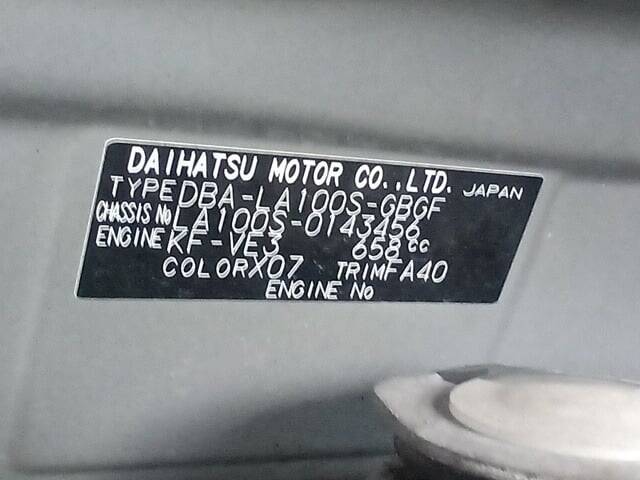 DAIHATSU MOTOR CO.,LTD. JAPAN
TYPE DBA-LA100S-GBGF
CHASSIS No LA100S-0143456
ENGINE KF-VE3 658cc
COLOR X07 TRIM FA40
ENGINE No